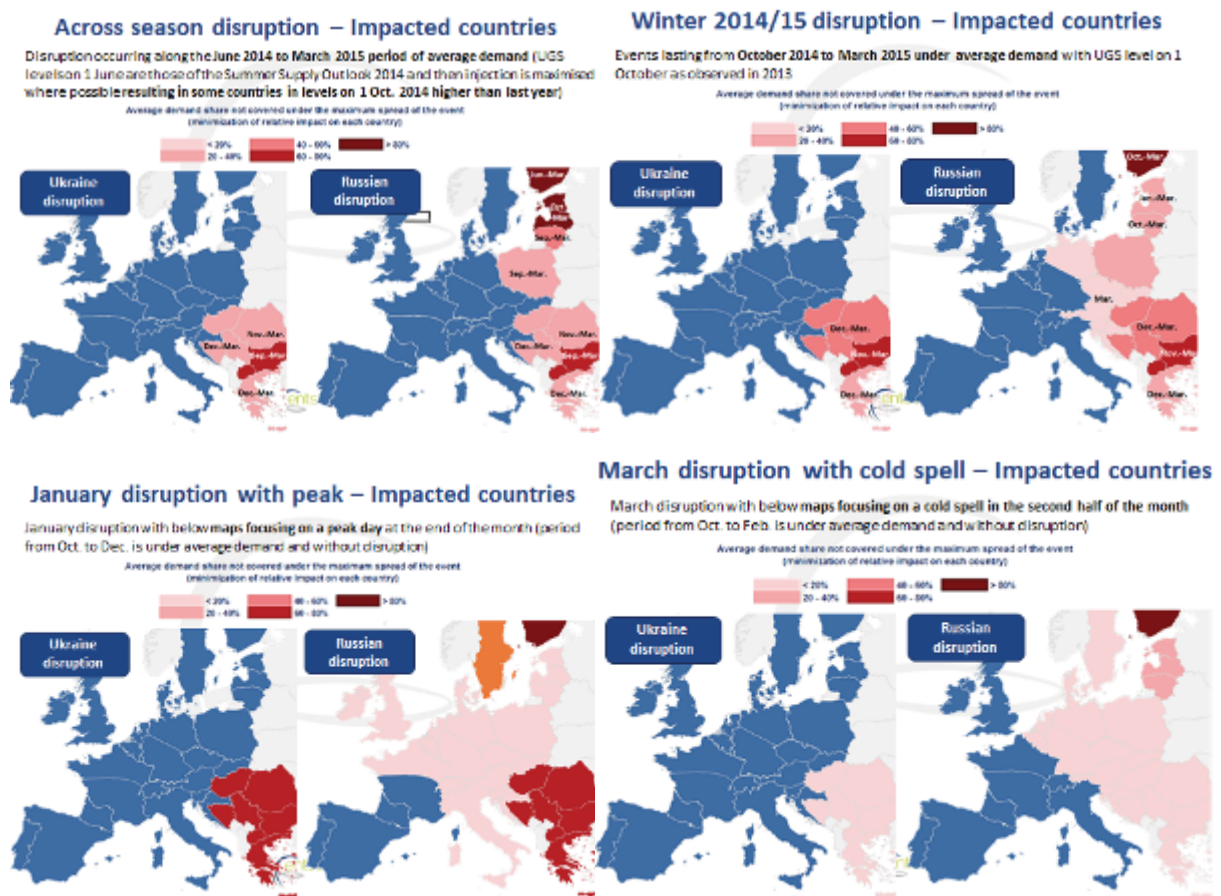 Across season disruption – Impacted countries
Disruption occurring along the June 2014 to March 2015 period of average demand (UGS
levels on 1 June are those of the Summer Supply Outlook 2014 and then injection is maximised
where possible resulting in some countries in levels on 1 Oct. 2014 higher than last year)
Average demand share not covered under the maximum spread of the event
(minimization of relative impact on each country)
< 20%
40 - 60%
> 80%
20 - 40%
60 - 80%
Ukraine
disruption
Nov.-Mar.
Dec.-Mar.
Sep.-Mar
Dec.-Mar.
Russian
disruption
Jun.-Mar.
Oct.-
Mar.
Sep.-Mar.
Sep.-Mar.
Nov.-Mar.
Dec.-Mar.
Sep.-Mar.
Dec.-Mar.
Winter 2014/15 disruption – Impacted countries
Events lasting from October 2014 to March 2015 under average demand with UGS level on 1
October as observed in 2013
Average demand share not covered under the maximum spread of the event
(minimization of relative impact on each country)
< 20%
40 - 60%
> 80%
20 - 40%
60 - 80%
Ukraine
disruption
Dec.-Mar.
Nov.-Mar.
Dec.-Mar.
Russian
disruption
Oct.-Mar.
Jan.-Mar.
Oct.-Mar.
Mar.
Dec.-Mar.
Nov.-Mar.
Dec.-Mar.
January disruption with peak – Impacted countries
January disruption with below maps focusing on a peak day at the end of the month (period
from Oct. to Dec. is under average demand and without disruption)
Average demand share not covered under the maximum spread of the event
(minimization of relative impact on each country)
< 20%
40 - 60%
> 80%
20 - 40%
60 - 80%
Ukraine
disruption
Russian
disruption
March disruption with cold spell – Impacted countries
March disruption with below maps focusing on a cold spell in the second half of the month
(period from Oct. to Feb. is under average demand and without disruption)
Average demand share not covered under the maximum spread of the event
(minimization of relative impact on each country)
< 20%
40 - 60%
> 80%
20 - 40%
60 - 80%
Ukraine
disruption
Russian
disruption